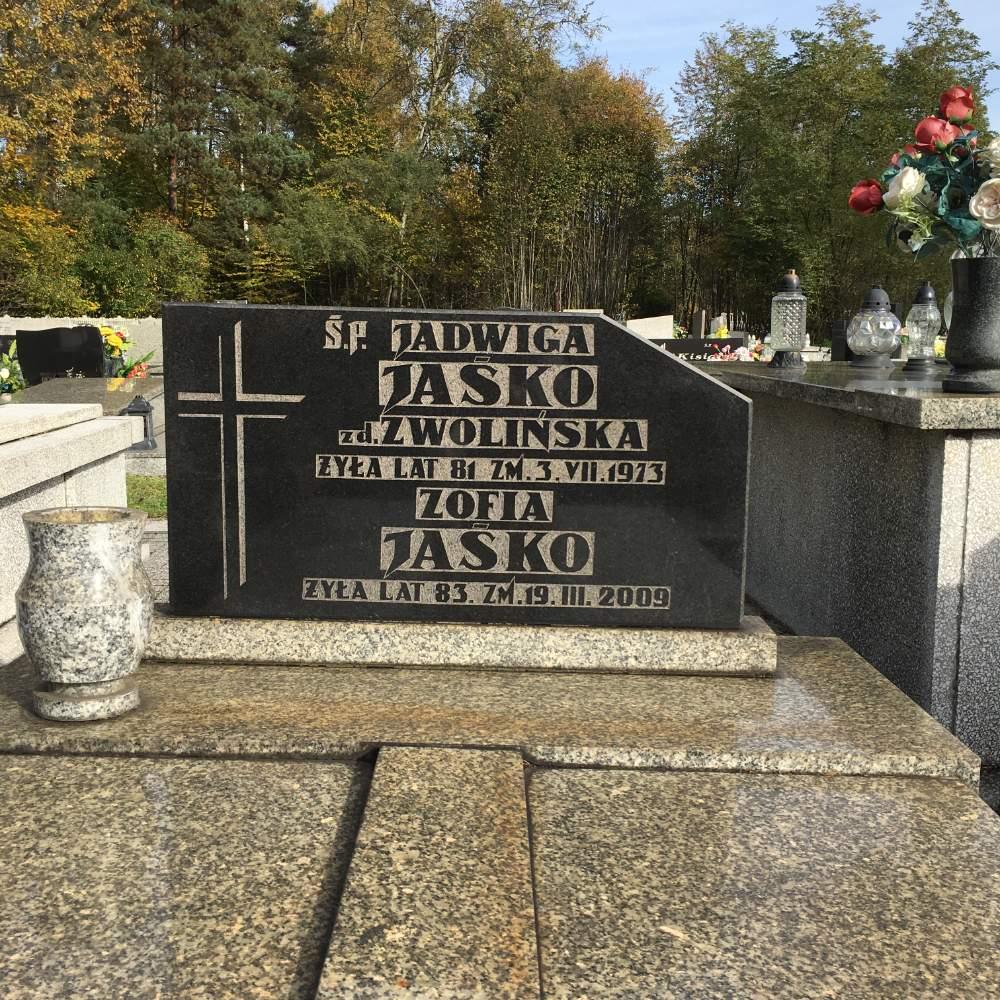 Ś.P. JADWIGA
JAŚKO
zd. ZWOLIŃSKA
ŻYŁA LAT 81 ZM. 3. VII. 1973
ZOFIA
JAŚKO
ŻYŁA LAT 83. ZM. 19. III. 2009